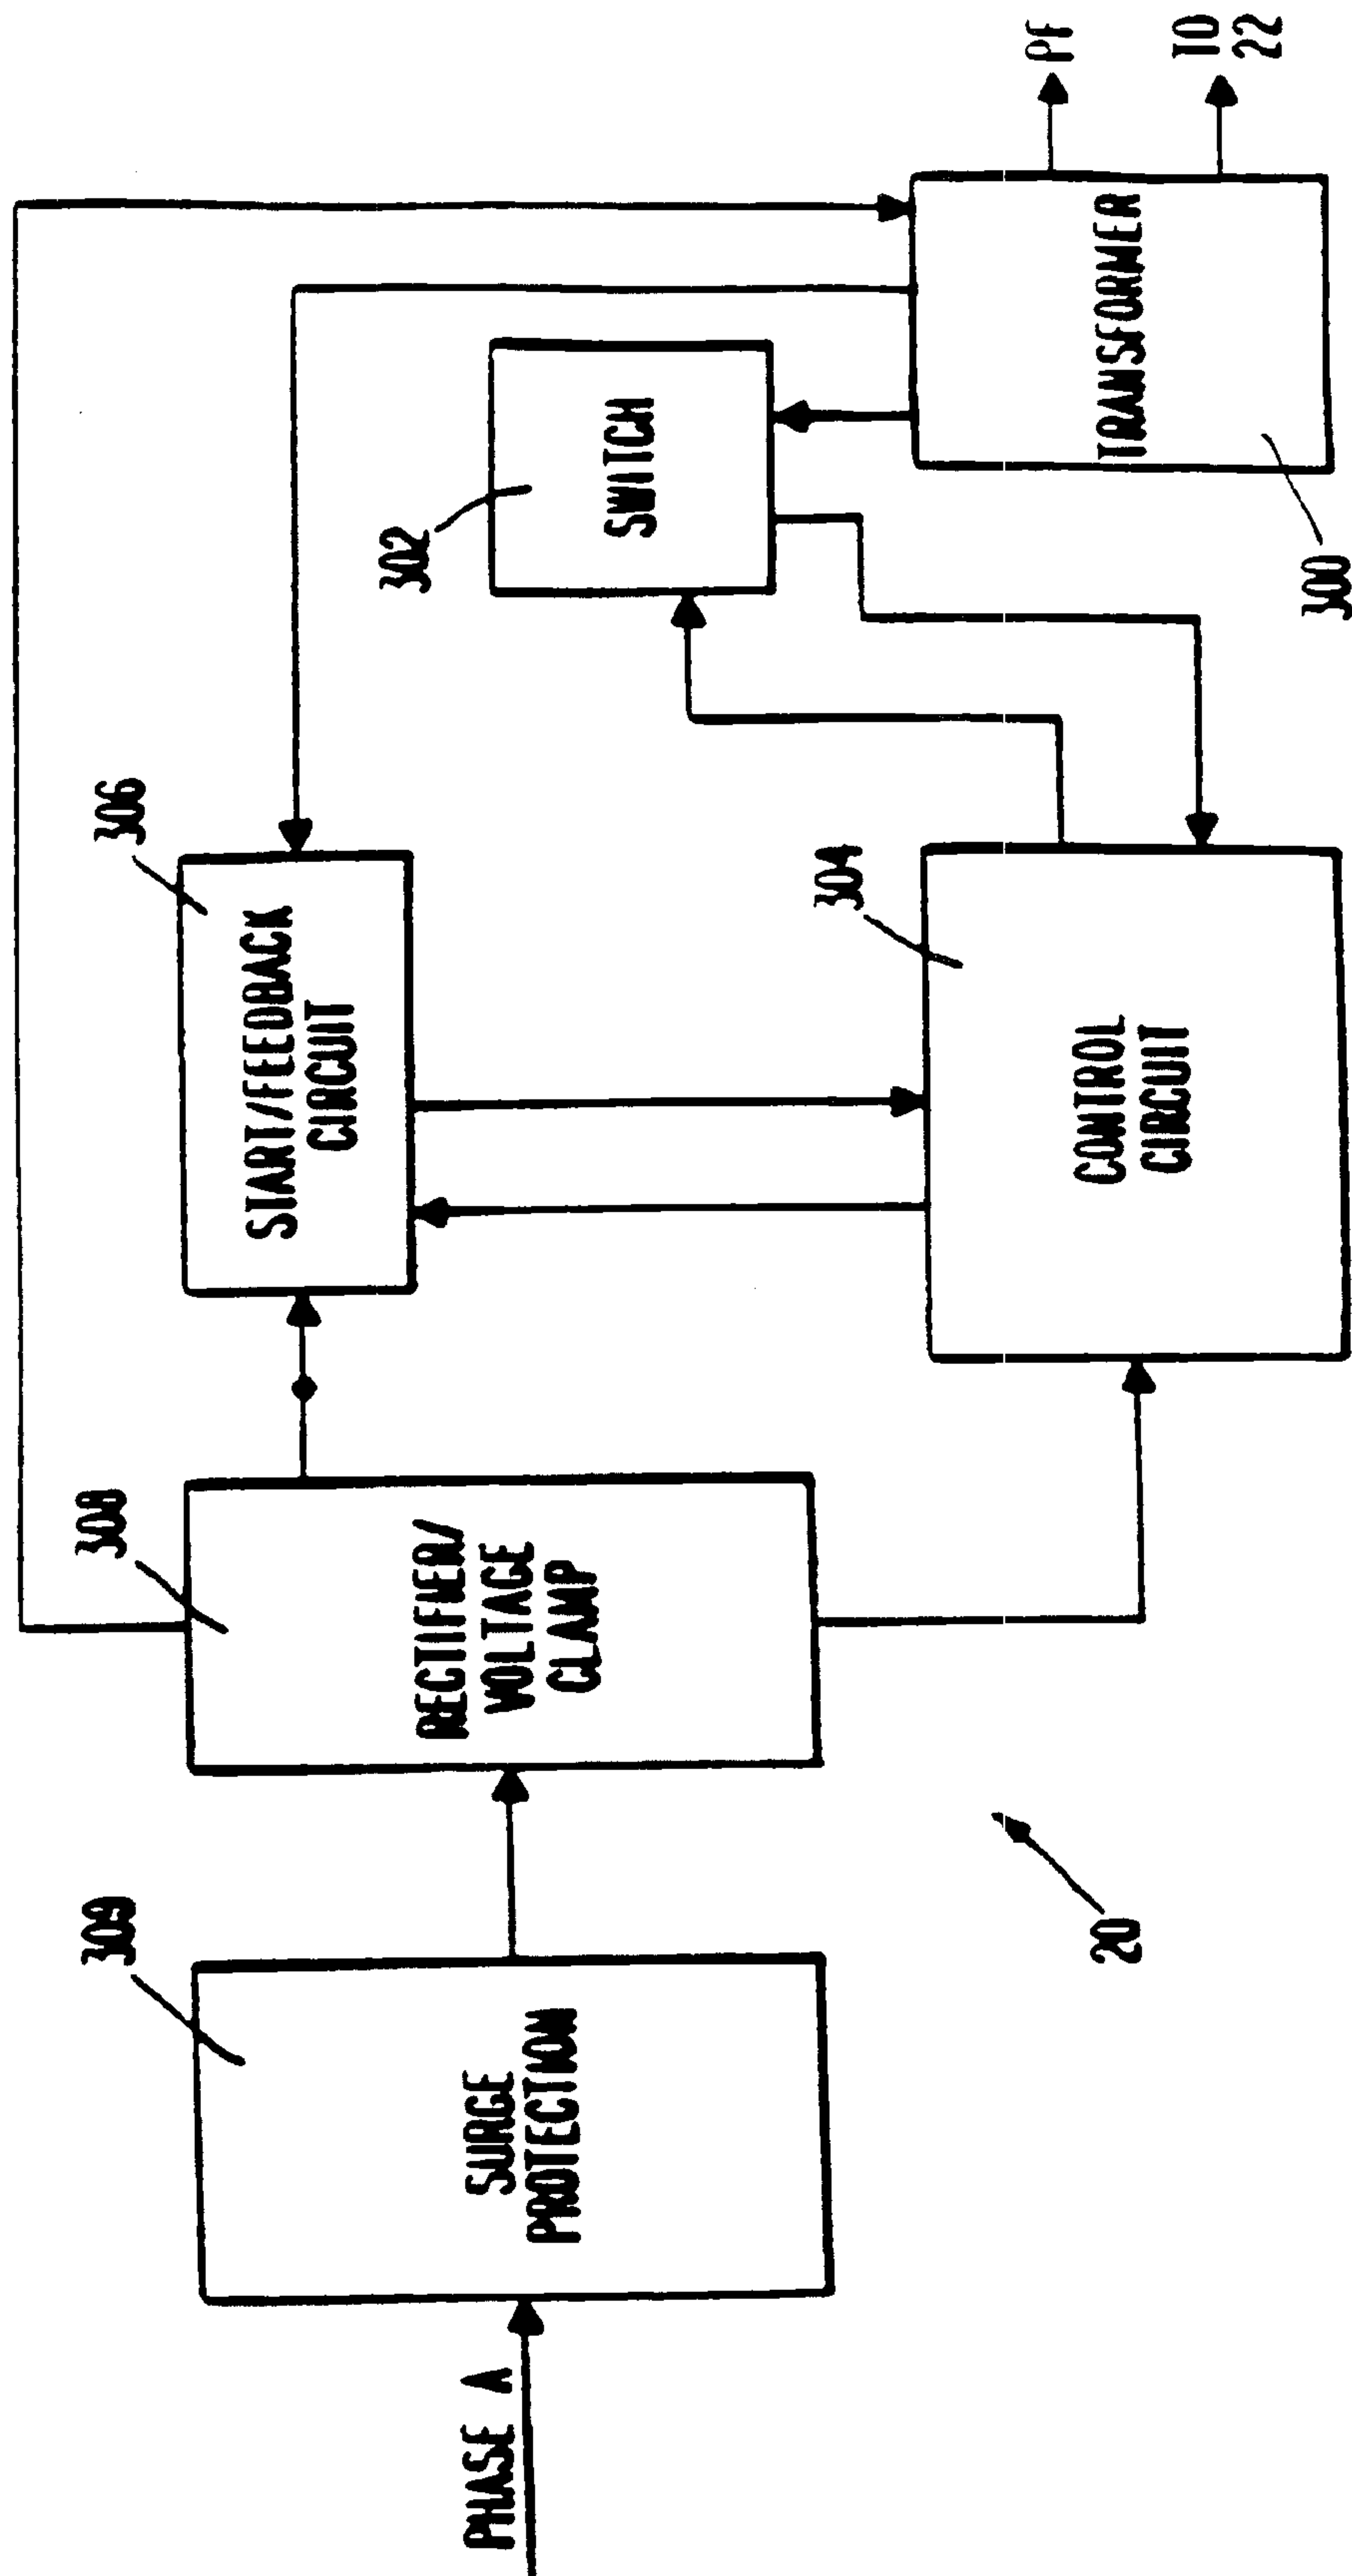 PHASE A
309
SURGE
PROTECTION
308
RECTIFIER/
VOLTAGE
CLAMP
306
START/FEEDBACK
CIRCUIT
304
CONTROL
CIRCUIT
302
SWITCH
TRANSFORMER
300
PF
TO
22
20